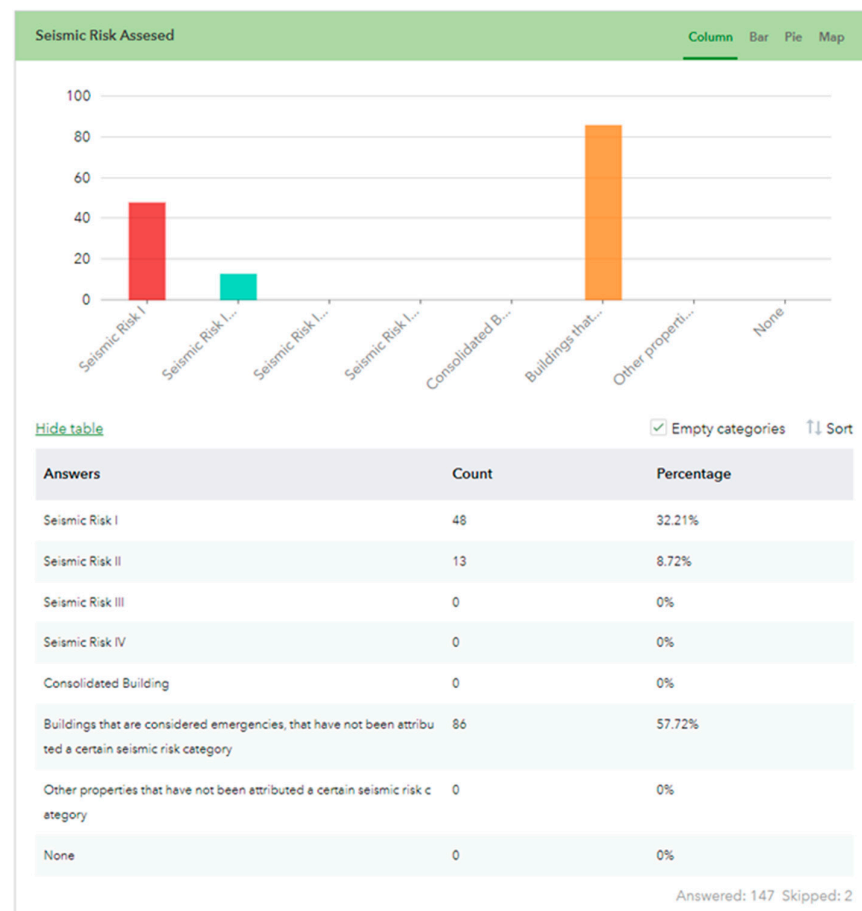 Seismic Risk Assesed
Column Bar Pie Map
100
80
60
40
20
0
Seismic Risk I
Seismic Risk I...
Seismic Risk I...
Seismic Risk I...
Consolidated B...
Buildings that...
Other properti...
None
Hide table
Empty categories Sort
Answers Count Percentage
Seismic Risk I 48 32.21%
Seismic Risk II 13 8.72%
Seismic Risk III 0 0%
Seismic Risk IV 0 0%
Consolidated Building 0 0%
Buildings that are considered emergencies, that have not been attribu 86 57.72%
ted a certain seismic risk category
Other properties that have not been attributed a certain seismic risk c 0 0%
ategory
None 0 0%
Answered: 147 Skipped: 2